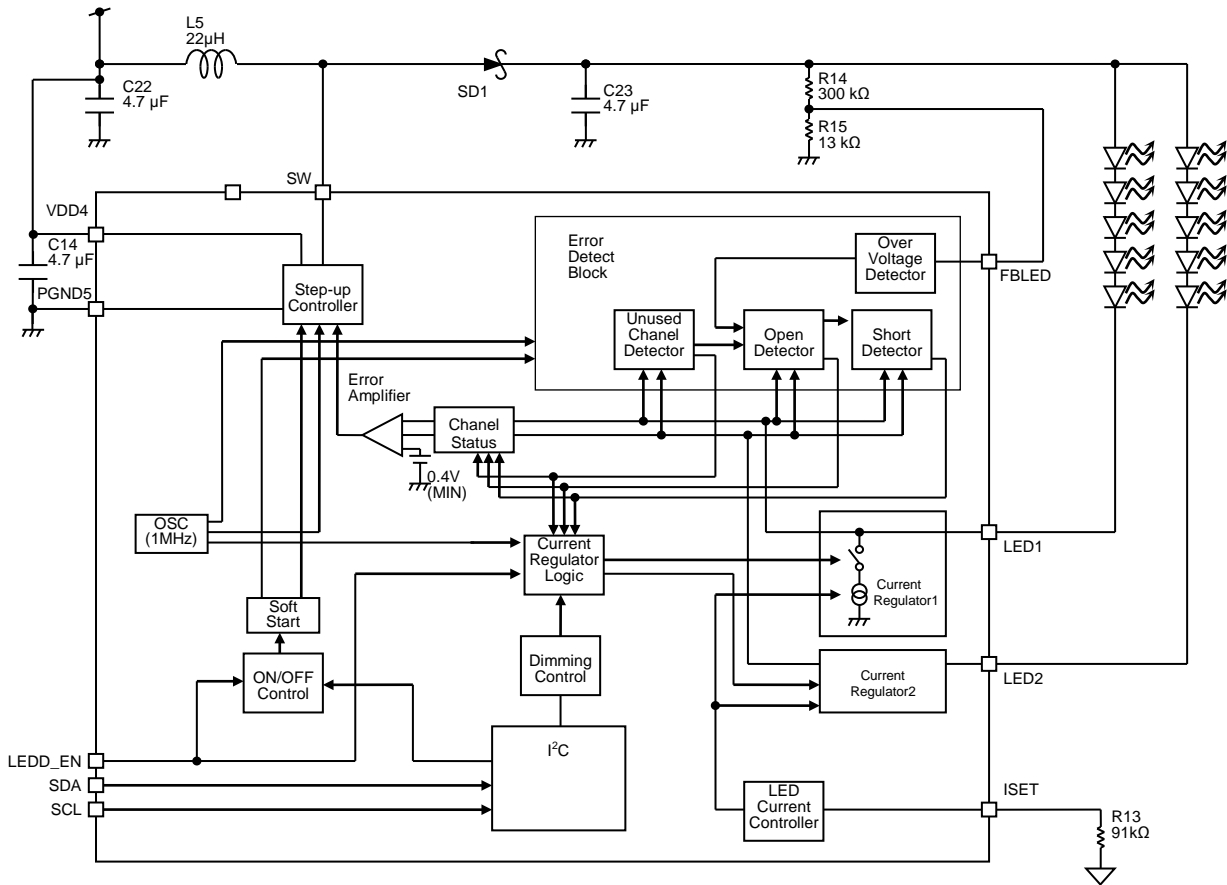 L5
22μH
C22
4.7 μF
SD1
C23
4.7 μF
R14
300 kΩ
R15
13 kΩ
SW
VDD4
C14
4.7 μF
PGND5
Step-up
Controller
Error
Detect
Block
Over
Voltage
Detector
FBLED
Unused
Chanel
Detector
Open
Detector
Short
Detector
Error
Amplifier
Chanel
Status
0.4V
(MIN)
OSC
(1MHz)
Current
Regulator
Logic
LED1
Current
Regulator1
Soft
Start
Dimming
Control
ON/OFF
Control
Current
Regulator2
LED2
LEDD_EN
I²C
SDA
SCL
LED
Current
Controller
ISET
R13
91kΩ